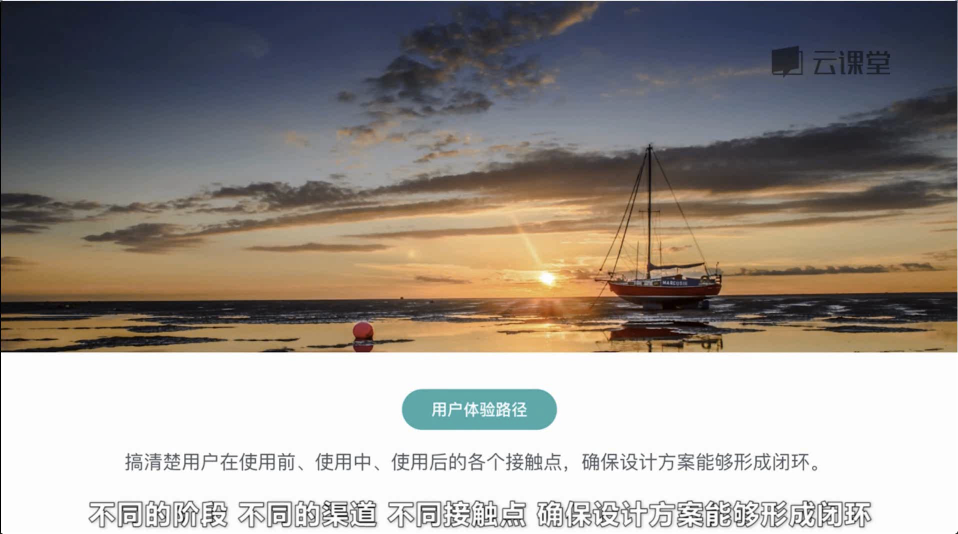 云课堂
用户体验路径
搞清楚用户在使用前、使用中、使用后的各个接触点，确保设计方案能够形成闭环。
不同的阶段 不同的渠道 不同接触点 确保设计方案能够形成闭环